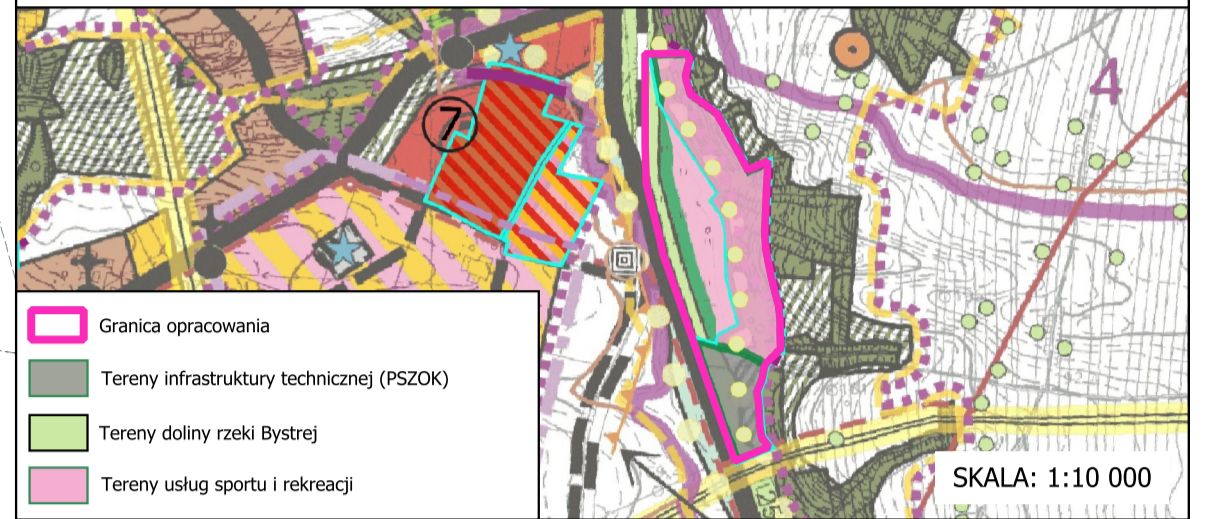 7
4
Granica opracowania
Tereny infrastruktury technicznej (PSZOK)
Tereny doliny rzeki Bystrej
Tereny usług sportu i rekreacji
SKALA: 1:10 000